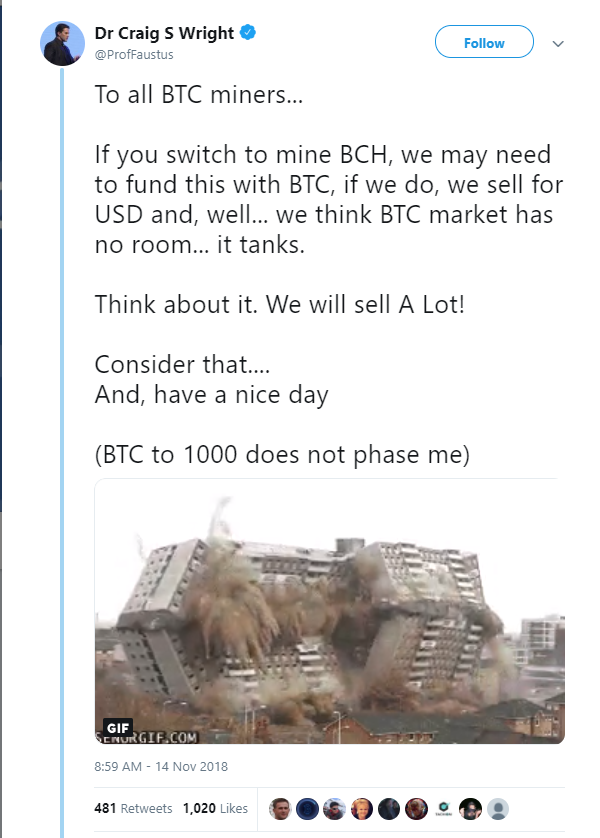 Dr Craig S Wright
@ProfFaustus
Follow
To all BTC miners...
If you switch to mine BCH, we may need
to fund this with BTC, if we do, we sell for
USD and, well... we think BTC market has
no room... it tanks.
Think about it. We will sell A Lot!
Consider that....
And, have a nice day
(BTC to 1000 does not phase me)
GIF
SENORGIF.COM
8:59 AM - 14 Nov 2018
481 Retweets 1,020 Likes